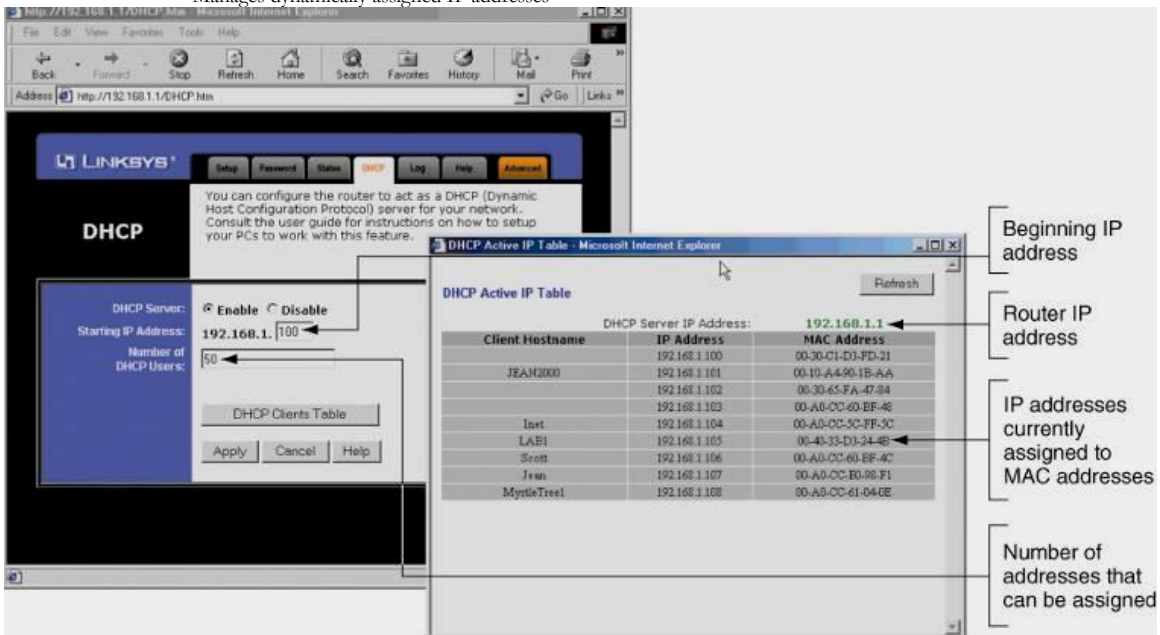 Manages dynamically assigned IP addresses
http://192.168.1.1/DHCP.htm - Microsoft Internet Explorer
File Edit View Favorites Tools Help
Back Forward Stop Refresh Home Search Favorites History Mail Print
Address http://192.168.1.1/DHCP.htm Go Links
LINKSYS
Setup Password Status DHCP Log Help Advanced
DHCP
You can configure the router to act as a DHCP (Dynamic
Host Configuration Protocol) server for your network.
Consult the user guide for instructions on how to setup
your PCs to work with this feature.
DHCP Server: Enable Disable
Starting IP Address: 192.168.1. 100
Number of
DHCP Users: 50
DHCP Clients Table
Apply Cancel Help
DHCP Active IP Table - Microsoft Internet Explorer
DHCP Active IP Table
Refresh
DHCP Server IP Address: 192.168.1.1
Client Hostname IP Address MAC Address
192.168.1.100 00-30-C1-D3-FD-21
JEAN2000 192.168.1.101 00-10-A4-90-1B-AA
192.168.1.102 00-30-65-FA-47-84
192.168.1.103 00-A0-CC-60-BF-48
Inet 192.168.1.104 00-A0-CC-5C-FF-5C
LAB1 192.168.1.105 00-40-33-D3-24-4B
Scott 192.168.1.106 00-A0-CC-60-BF-4C
Jean 192.168.1.107 00-A0-CC-E0-98-F1
MyrtleTree1 192.168.1.108 00-A0-CC-61-04-0E
Beginning IP
address
Router IP
address
IP addresses
currently
assigned to
MAC addresses
Number of
addresses that
can be assigned